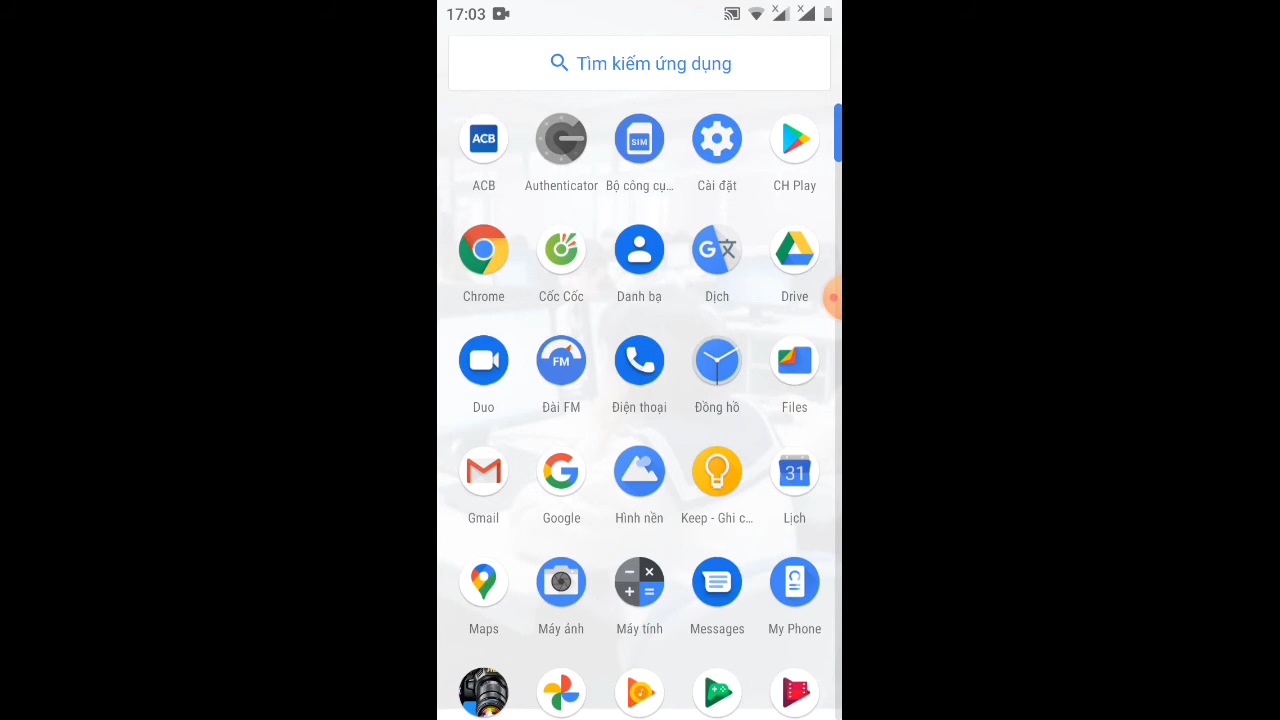 17:03
Tìm kiếm ứng dụng
ACB
SIM
ACB Authenticator Bộ công cụ... Cài đặt CH Play
G文
Chrome Cốc Cốc Danh bạ Dịch Drive
FM
Duo Đài FM Điện thoại Đồng hồ Files
31
Gmail Google Hình nền Keep - Ghi c... Lịch
Maps Máy ảnh Máy tính Messages My Phone